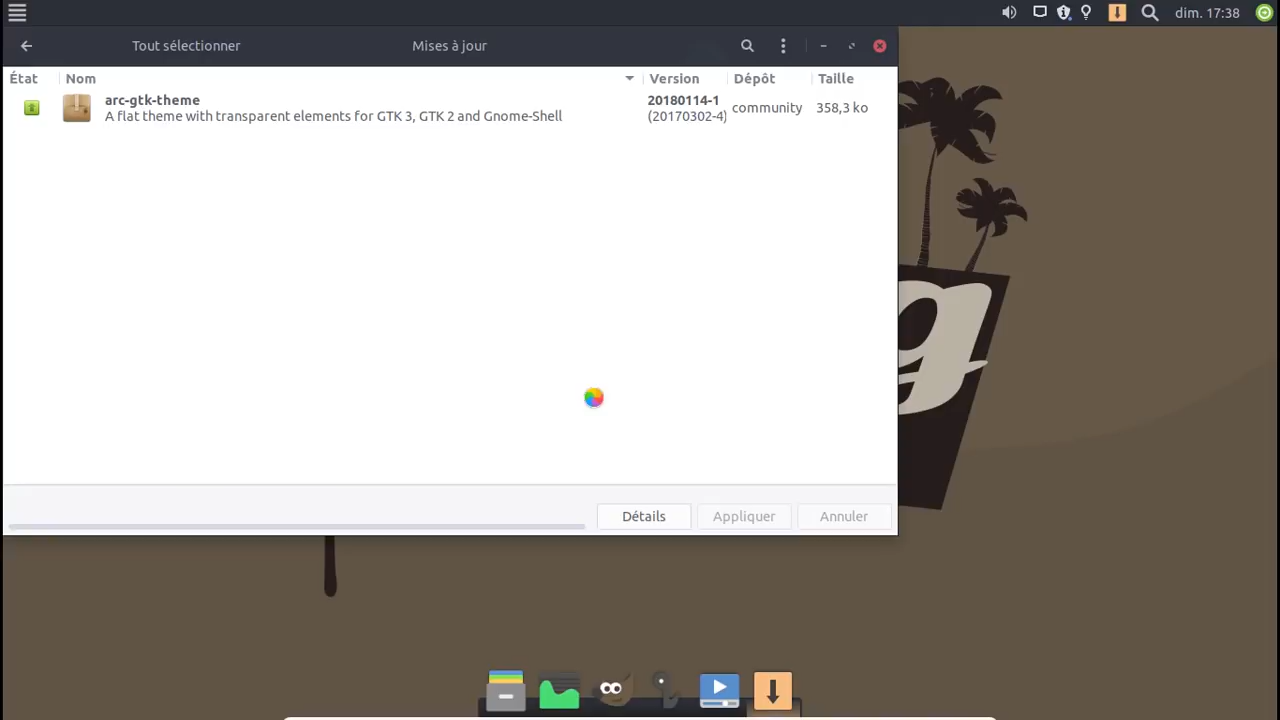 dim. 17:38
Tout sélectionner
Mises à jour
État
Nom
Version
Dépôt
Taille
arc-gtk-theme
A flat theme with transparent elements for GTK 3, GTK 2 and Gnome-Shell
20180114-1
(20170302-4)
community
358,3 ko
g
Détails
Appliquer
Annuler